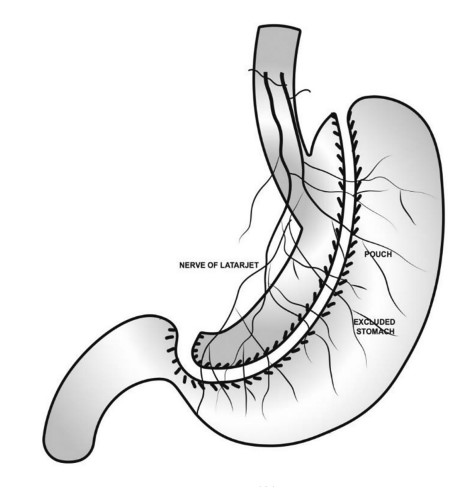 NERVE OF LATARJET
POUCH
EXCLUDED
STOMACH